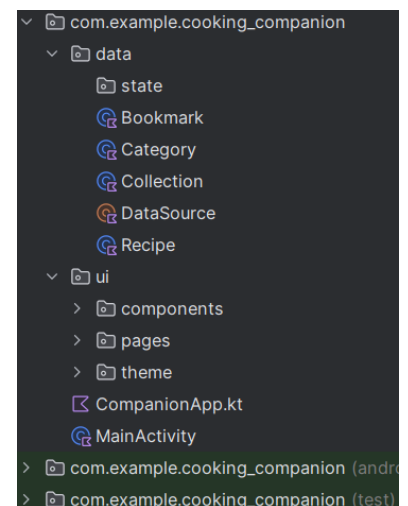 com.example.cooking_companion
data
state
Bookmark
Category
Collection
DataSource
Recipe
ui
components
pages
theme
CompanionApp.kt
MainActivity
com.example.cooking_companion (andro
com.example.cooking_companion (test)